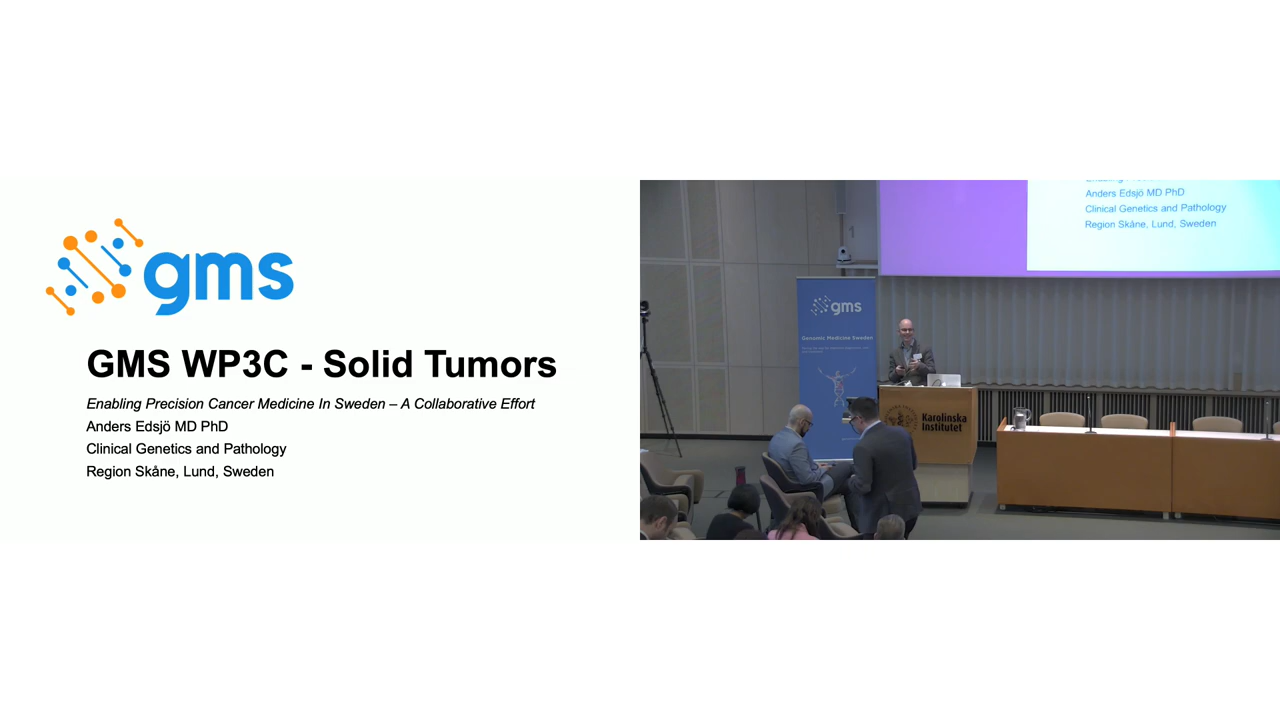 gms
GMS WP3C - Solid Tumors
Enabling Precision Cancer Medicine In Sweden – A Collaborative Effort
Anders Edsjö MD PhD
Clinical Genetics and Pathology
Region Skåne, Lund, Sweden
Anders Edsjö MD PhD
Clinical Genetics and Pathology
Region Skåne, Lund, Sweden
gms
Genomic Medicine Sweden
Karolinska
Institutet